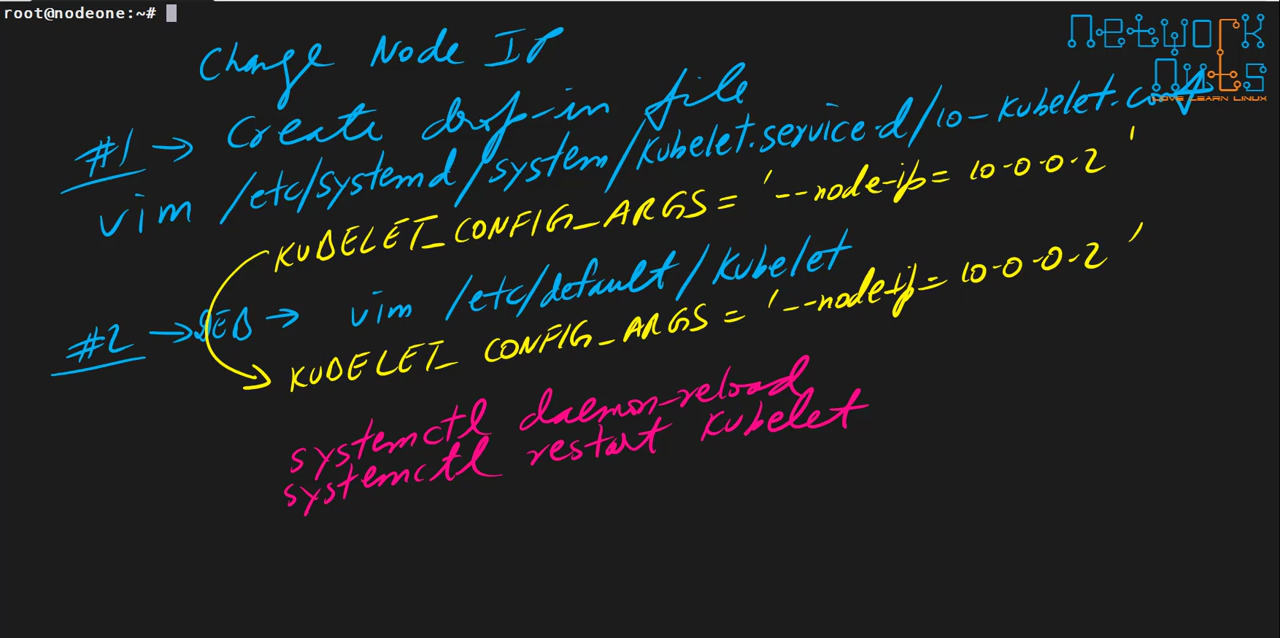 root@nodeone:~#
NETWORK
NUTS
MOVE LEARN LINUX
Change Node IP
#1 → Create drop-in file
vim /etc/systemd/system/kubelet.service.d/10-kubelet.conf
KUBELET_CONFIG_ARGS = '--node-ip= 10.0.0.2'
#2 → DEB → vim /etc/default/kubelet
KUBELET_CONFIG_ARGS = '--node-ip= 10.0.0.2'
systemctl daemon-reload
systemctl restart kubelet